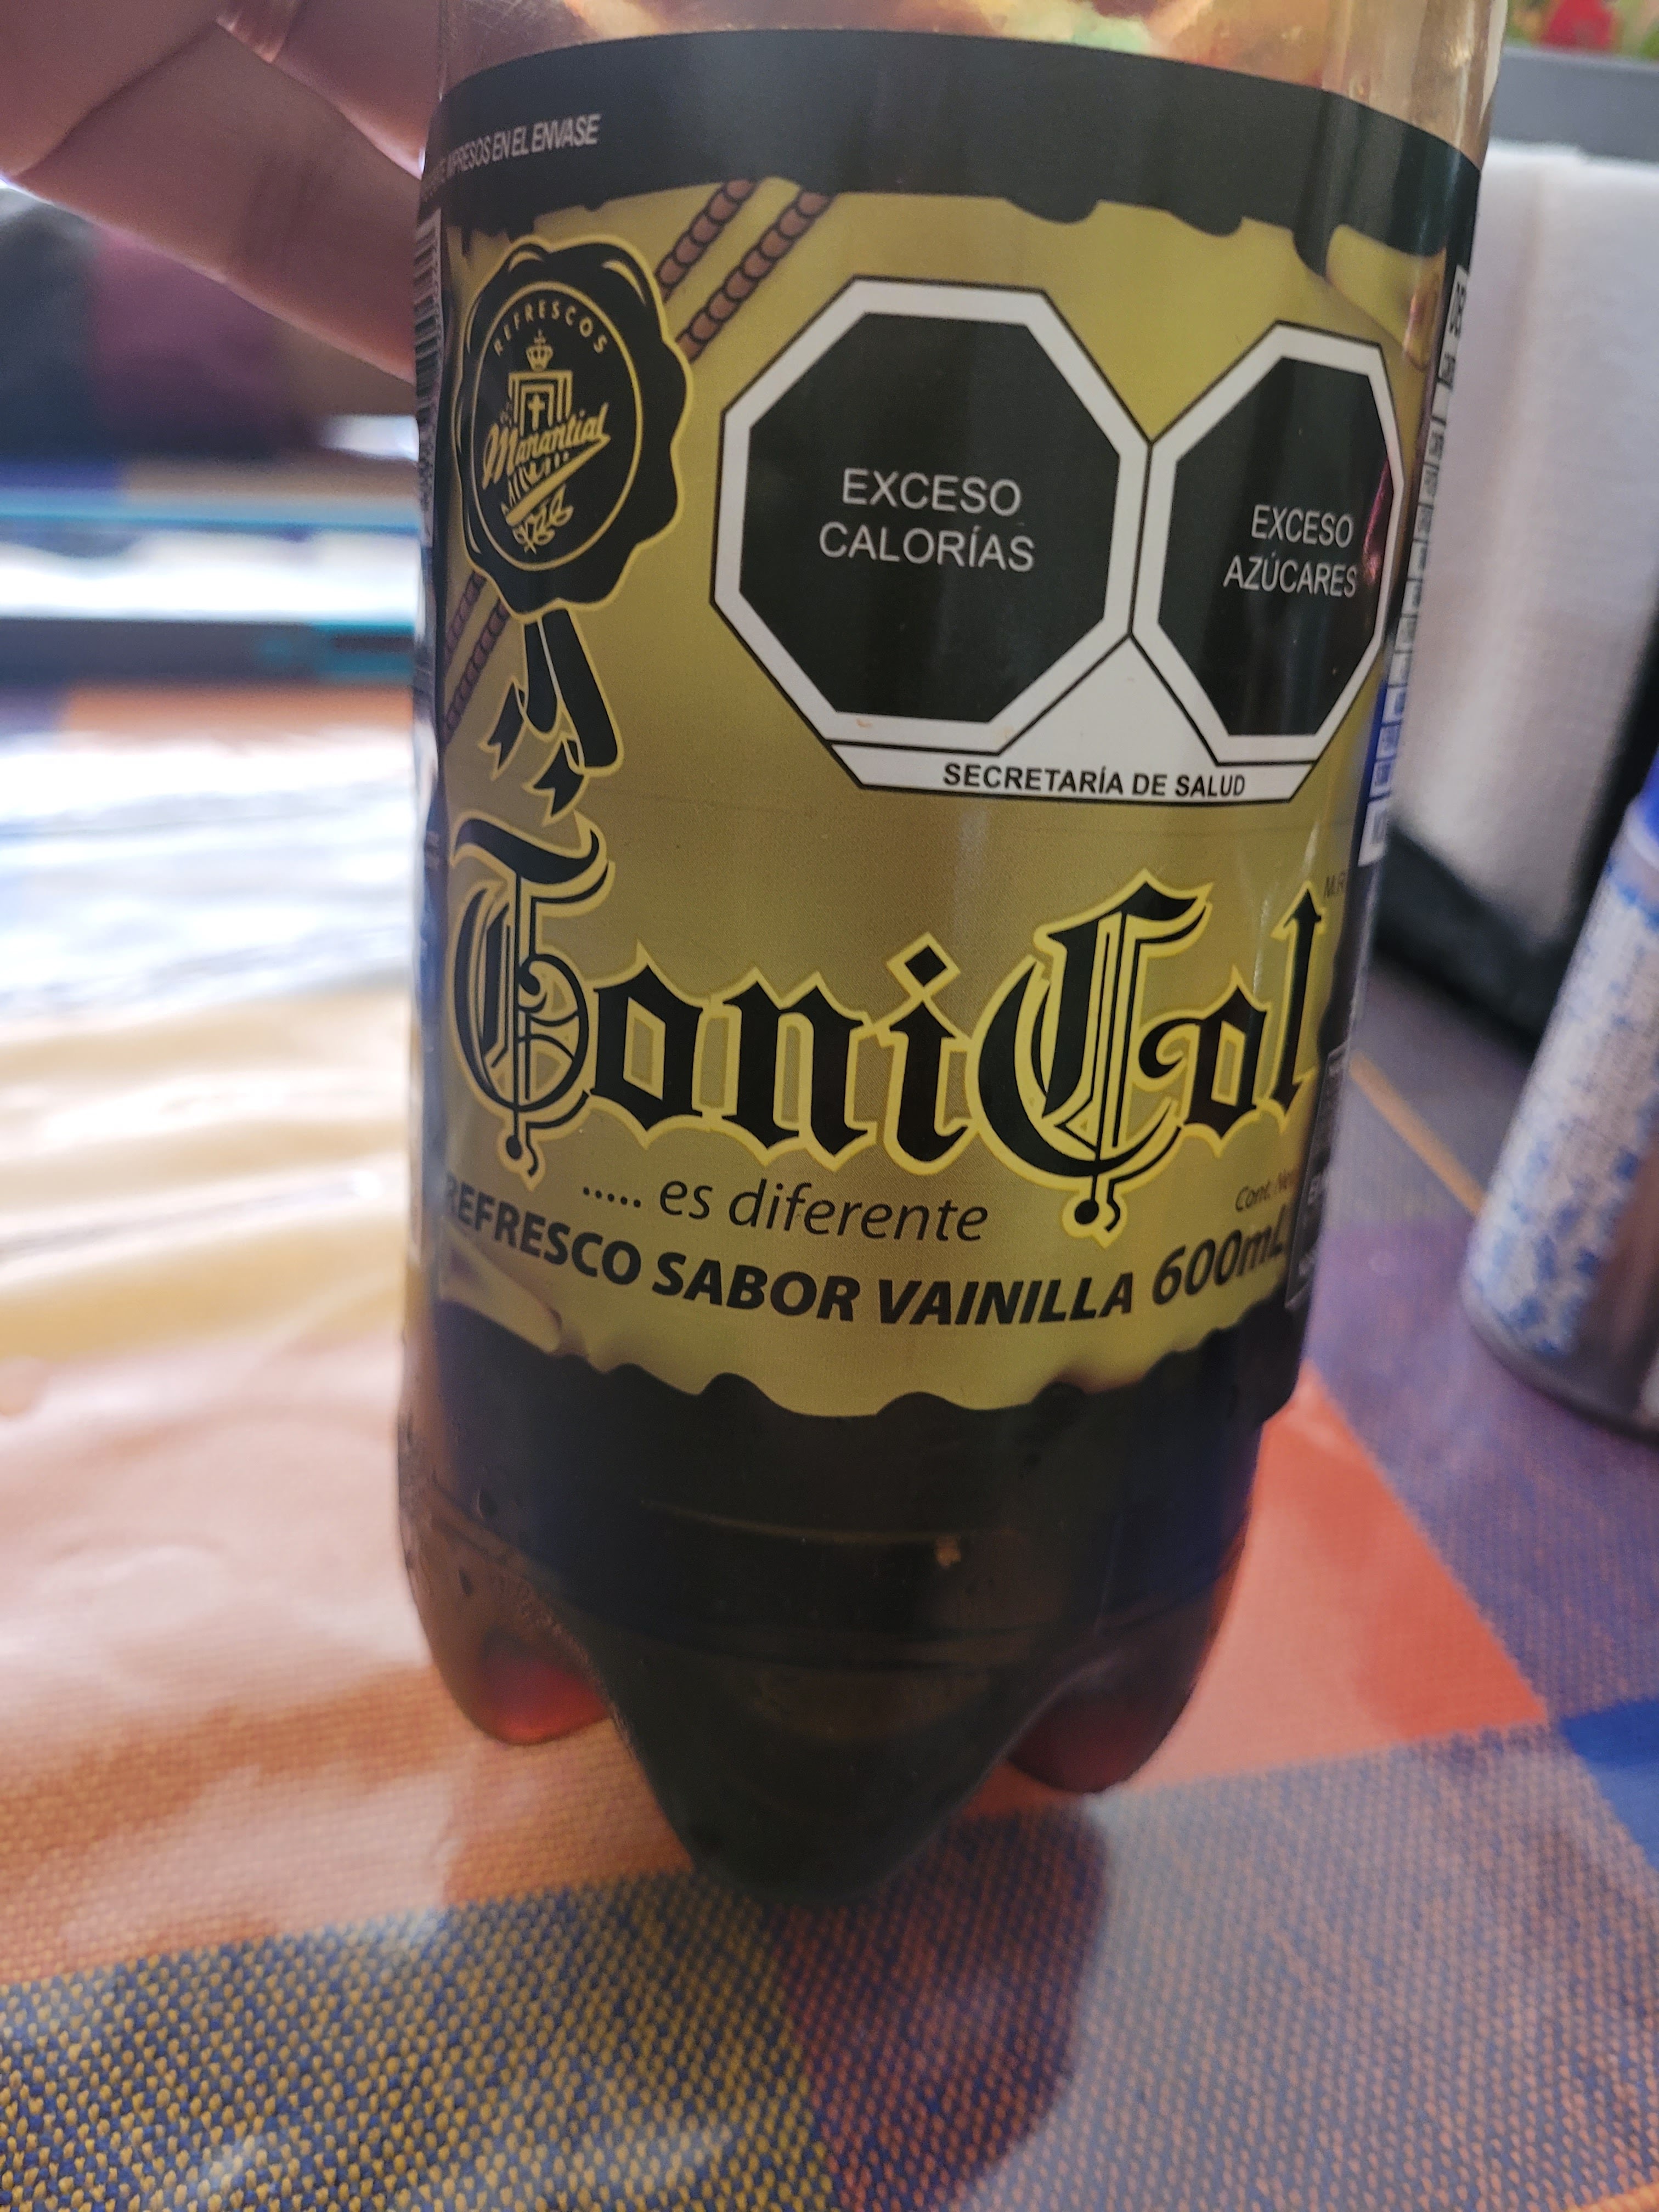 IMPRESOS EN EL ENVASE
REFRESCOS
Manantial
EXCESO
CALORÍAS
EXCESO
AZÚCARES
SECRETARÍA DE SALUD
ToniCol
..... es diferente
Cont.
REFRESCO SABOR VAINILLA 600mL